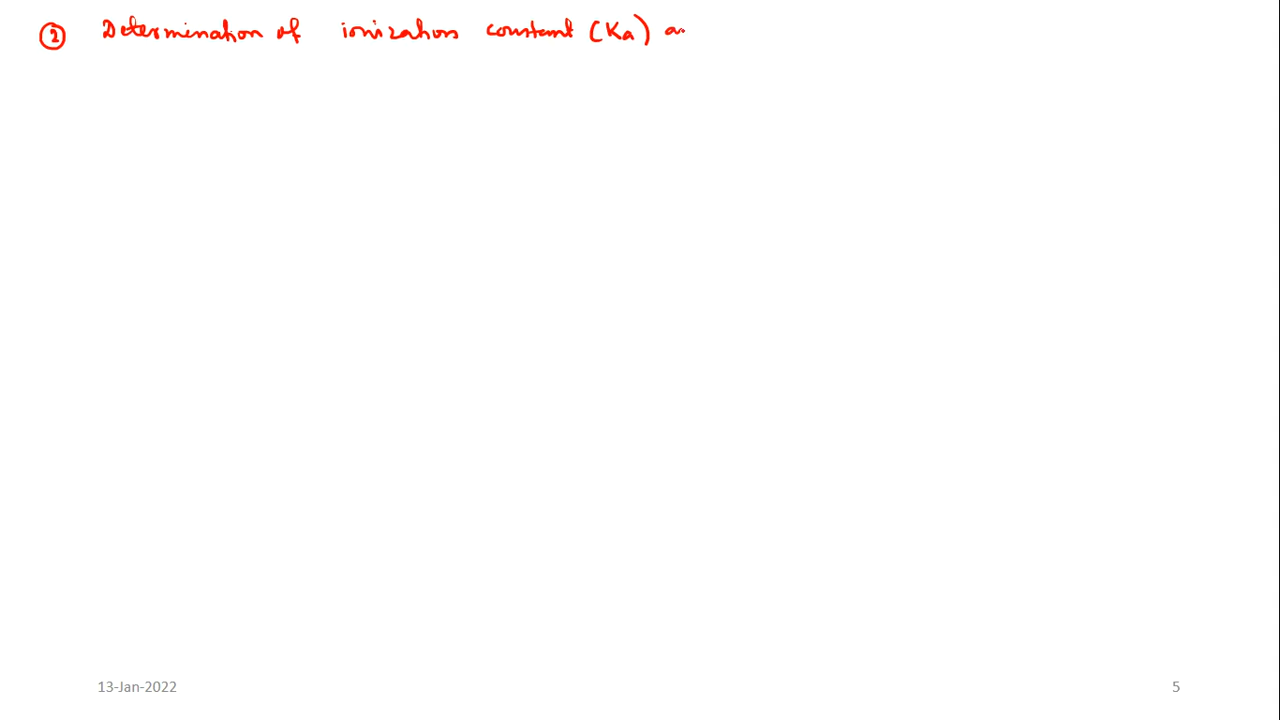 ② Determination of ionization constant (Ka) a
13-Jan-2022
5